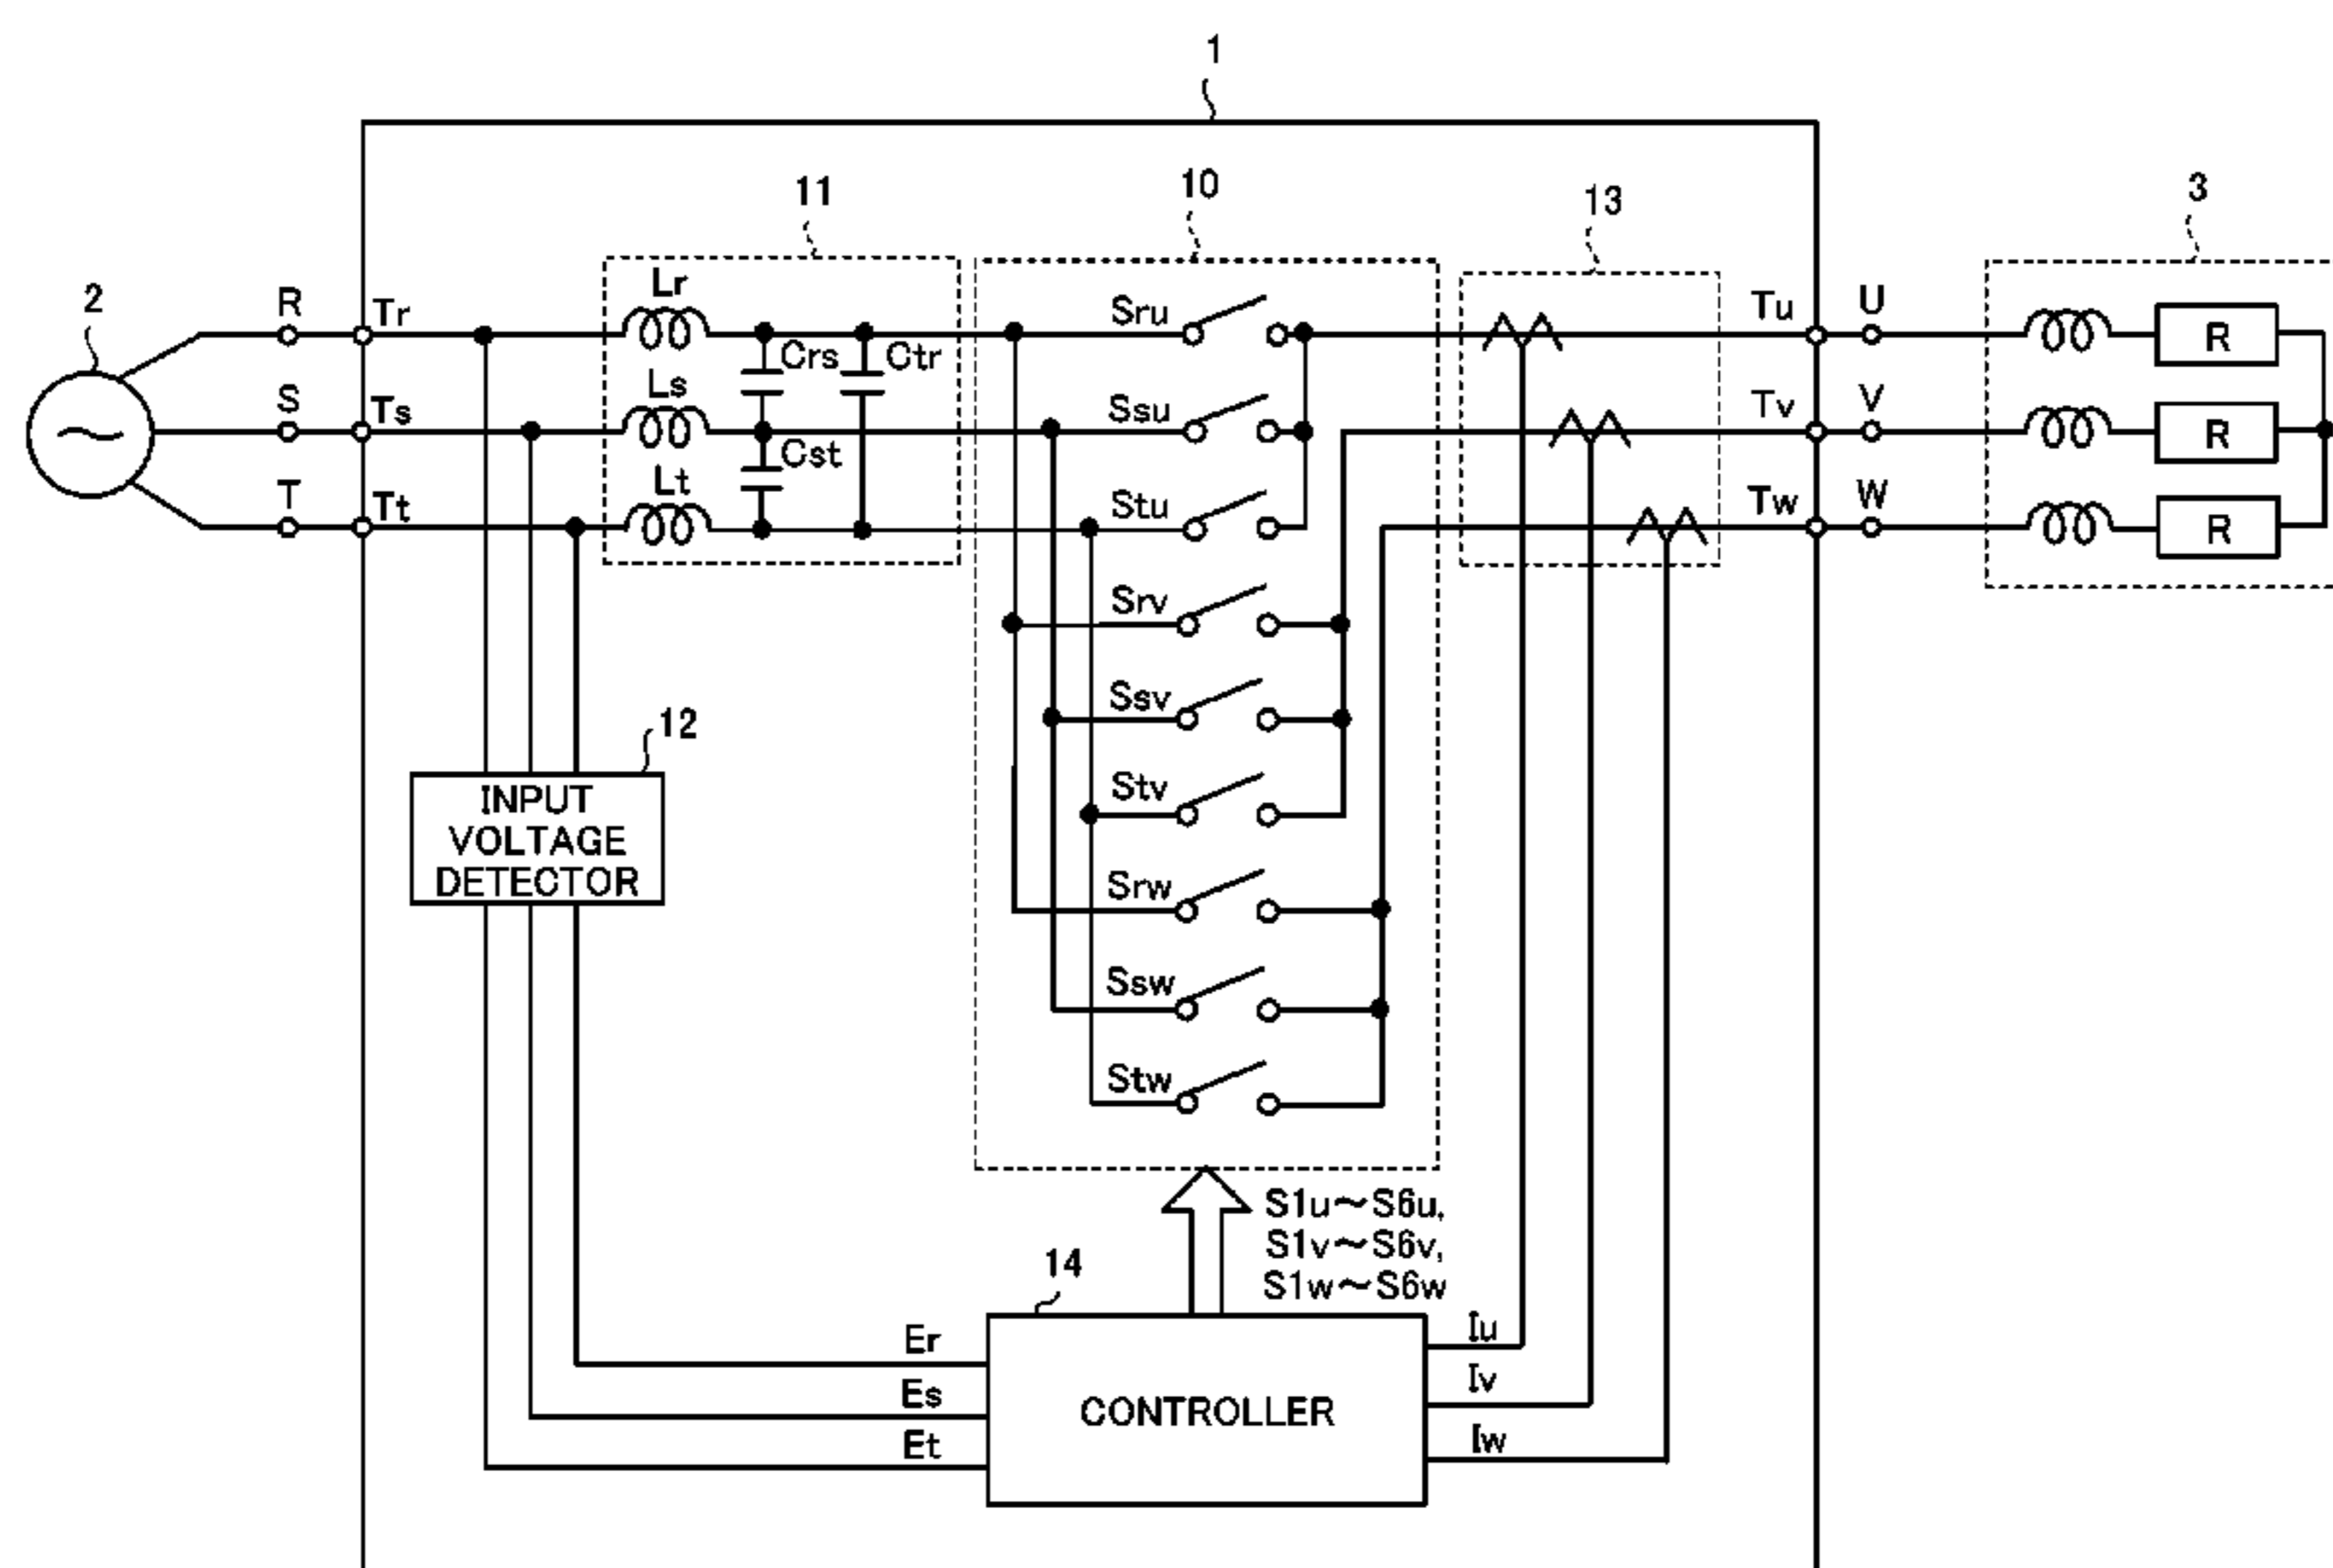 1
11
10
13
3
2
R
Tr
Lr
Sru
Tu
U
R
Crs
Ctr
S
Ts
Ls
Ssu
Tv
V
R
Cst
T
Tt
Lt
Stu
Tw
W
R
Srv
Ssv
12
INPUT
VOLTAGE
DETECTOR
Stv
Srw
Ssw
Stw
S1u～S6u,
S1v～S6v,
S1w～S6w
14
Er
Es
Et
CONTROLLER
Iu
Iv
Iw